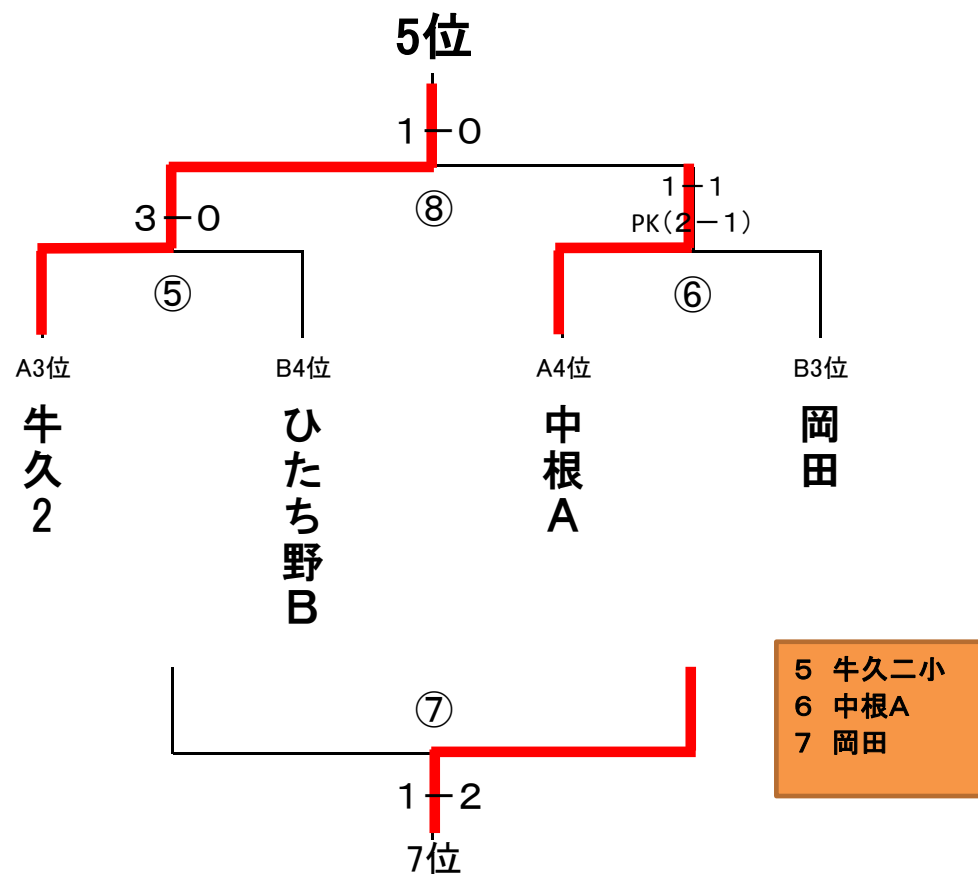 5位
1－0
⑧
1－1
PK(2－1)
3－0
⑤
⑥
A3位
B4位
A4位
B3位
牛久2
ひたち野B
中根A
岡田
⑦
1－2
7位
5 牛久二小
6 中根A
7 岡田